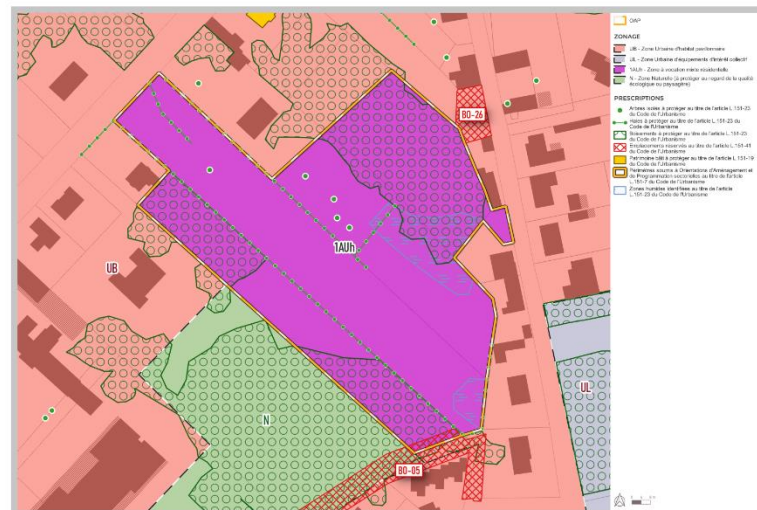 OAP
ZONAGE
UB - Zone Urbaine d'habitat pavillonnaire
UL - Zone Urbaine d'équipements d'intérêt collectif
1AUh - Zone à vocation mixte résidentielle
N - Zone Naturelle (à protéger au regard de la qualité
écologique ou paysagère)
PRESCRIPTIONS
Arbres isolés à protéger au titre de l'article L.151-23
du Code de l'Urbanisme
Haies à protéger au titre de l'article L.151-23 du
Code de l'Urbanisme
Boisements à protéger au titre de l'article L.151-23
du Code de l'Urbanisme
Emplacements réservés au titre de l'article L.151-41
du Code de l'Urbanisme
Patrimoine bâti à protéger au titre de l'article L.151-19
du Code de l'Urbanisme
Périmètres soumis à Orientations d'Aménagement et
de Programmation sectorielles au titre de l'article
L.151-7 du Code de l'Urbanisme
Zones humides identifiées au titre de l'article
L.151-23 du Code de l'Urbanisme
BO-26
1AUh
UB
UL
N
BO-05